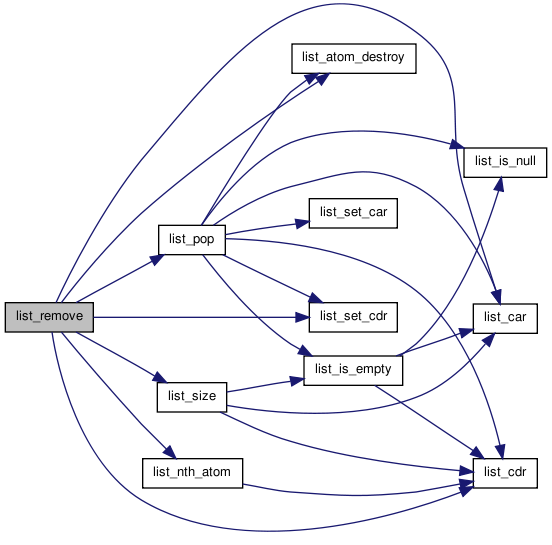 list_atom_destroy
list_is_null
list_set_car
list_pop
list_remove
list_set_cdr
list_car
list_is_empty
list_size
list_nth_atom
list_cdr